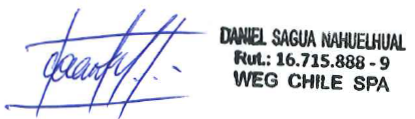 DANIEL SAGUA NAHUELHUAL
Rut.: 16.715.888 - 9
WEG CHILE SPA